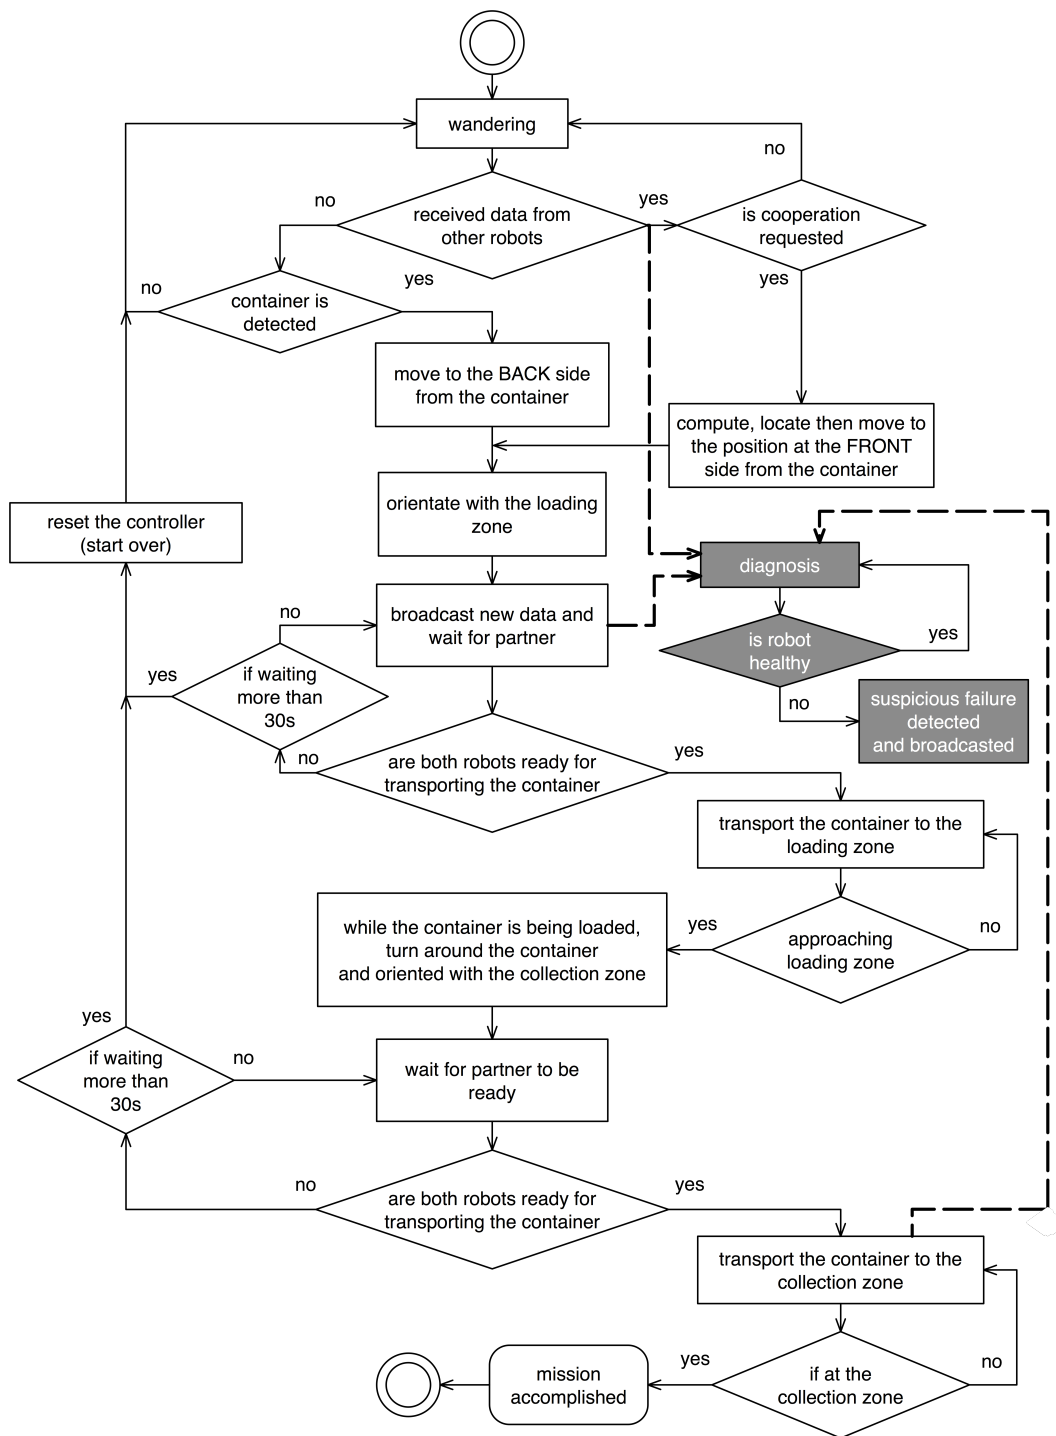 wandering
no
no
received data from
other robots
yes
is cooperation
requested
no
container is
detected
yes
yes
move to the BACK side
from the container
compute, locate then move to
the position at the FRONT
side from the container
reset the controller
(start over)
orientate with the loading
zone
diagnosis
no
broadcast new data and
wait for partner
is robot
healthy
yes
yes
if waiting
more than
30s
no
suspicious failure
detected
and broadcasted
no
are both robots ready for
transporting the container
yes
transport the container to the
loading zone
while the container is being loaded,
turn around the container
and oriented with the collection zone
yes
approaching
loading zone
no
yes
if waiting
more than
30s
no
wait for partner to be
ready
no
are both robots ready for
transporting the container
yes
transport the container to the
collection zone
mission
accomplished
yes
if at the
collection zone
no